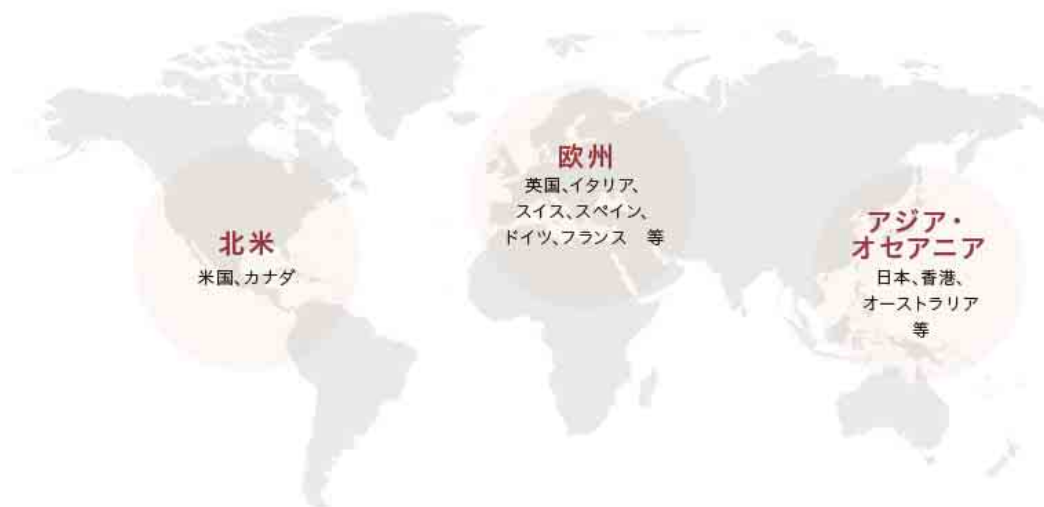 北米
米国、カナダ
欧州
英国、イタリア、
スイス、スペイン、
ドイツ、フランス　等
アジア・
オセアニア
日本、香港、
オーストラリア
等